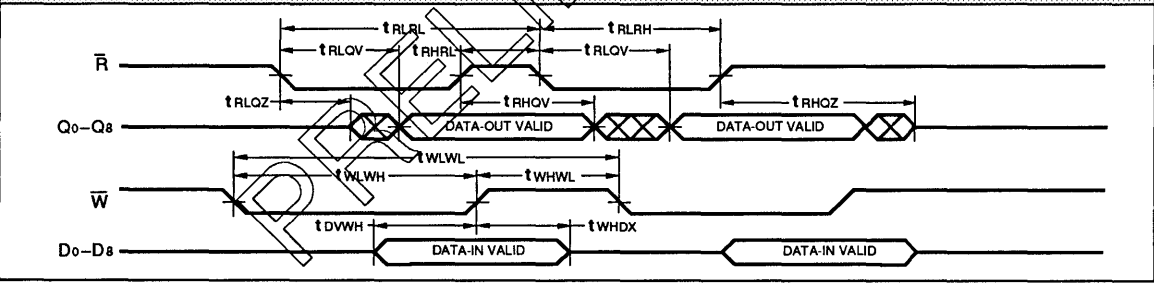 tRLRL tRLRH
tRLQV tRHRL tRLQV
R̅
tRLQZ tRHQV tRHQZ
Q0–Q8 DATA-OUT VALID DATA-OUT VALID
tWLWL
tWLWH tWHWL
W̅
tDVWH tWHDX
D0–D8 DATA-IN VALID DATA-IN VALID